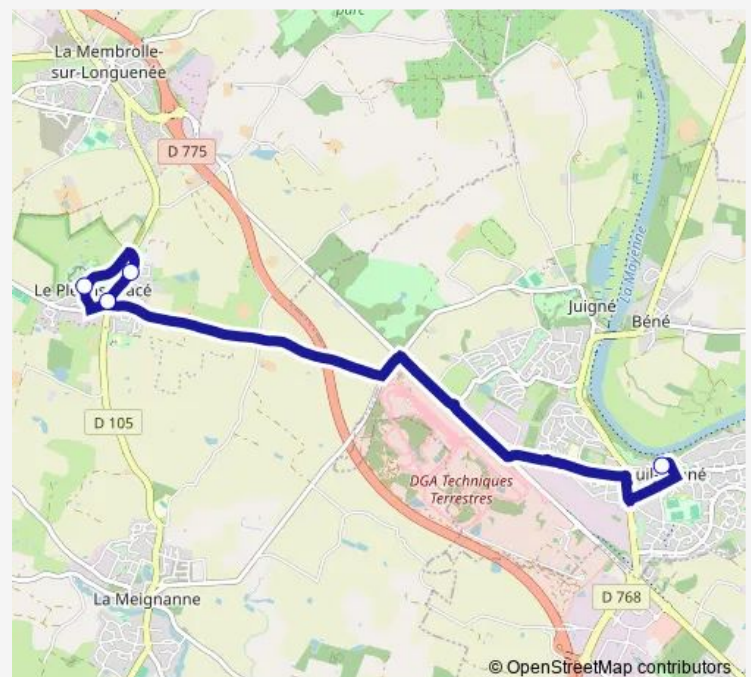 parc
La Membrolle-
sur-Longuenée
D 775
La Mayenne
Juigné
Béné
D 105
DGA Techniques
Terrestres
La Meignanne
D 768
© OpenStreetMap contributors